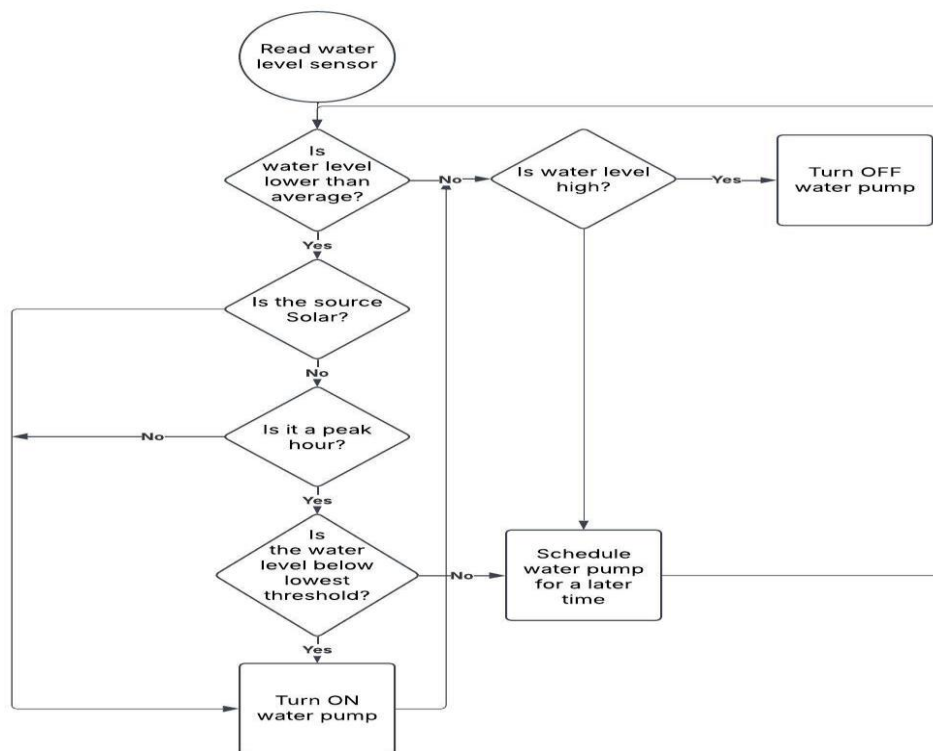 Read water
level sensor
Is
water level
lower than
average?
No
Is water level
high?
Yes
Turn OFF
water pump
Yes
Is the source
Solar?
No
Is it a peak
hour?
No
Yes
Is
the water
level below
lowest
threshold?
No
Schedule
water pump
for a later
time
Yes
Turn ON
water pump